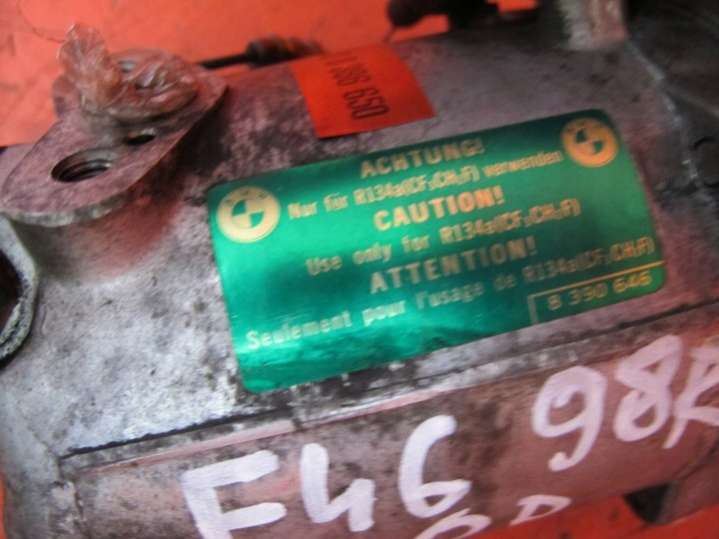 1 386 650
ACHTUNG!
Nur für R134a(CF₃CH₂F) verwenden
CAUTION!
Use only for R134a(CF₃CH₂F)
ATTENTION!
Seulement pour l'usage de R134a(CF₃CH₂F)
8 390 646
E46 98R